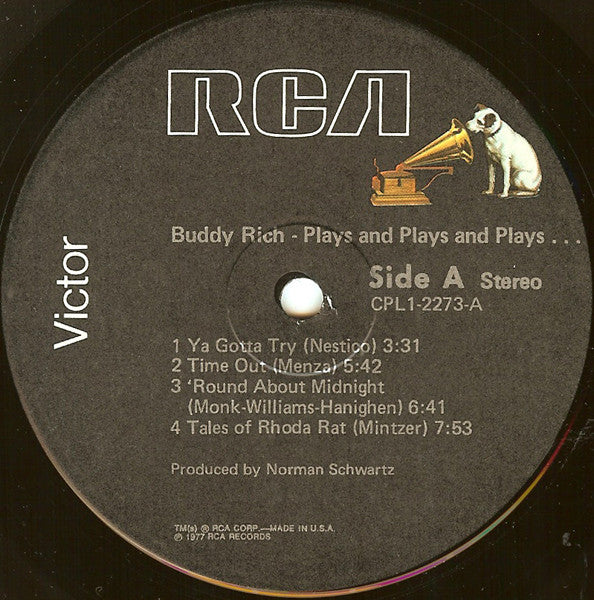 RCA
Victor
Buddy Rich - Plays and Plays and Plays . . .
Side A Stereo
CPL1-2273-A
1 Ya Gotta Try (Nestico) 3:31
2 Time Out (Menza) 5:42
3 'Round About Midnight
(Monk-Williams-Hanighen) 6:41
4 Tales of Rhoda Rat (Mintzer) 7:53
Produced by Norman Schwartz
TM(s) ® RCA CORP.—MADE IN U.S.A.
℗ 1977 RCA RECORDS